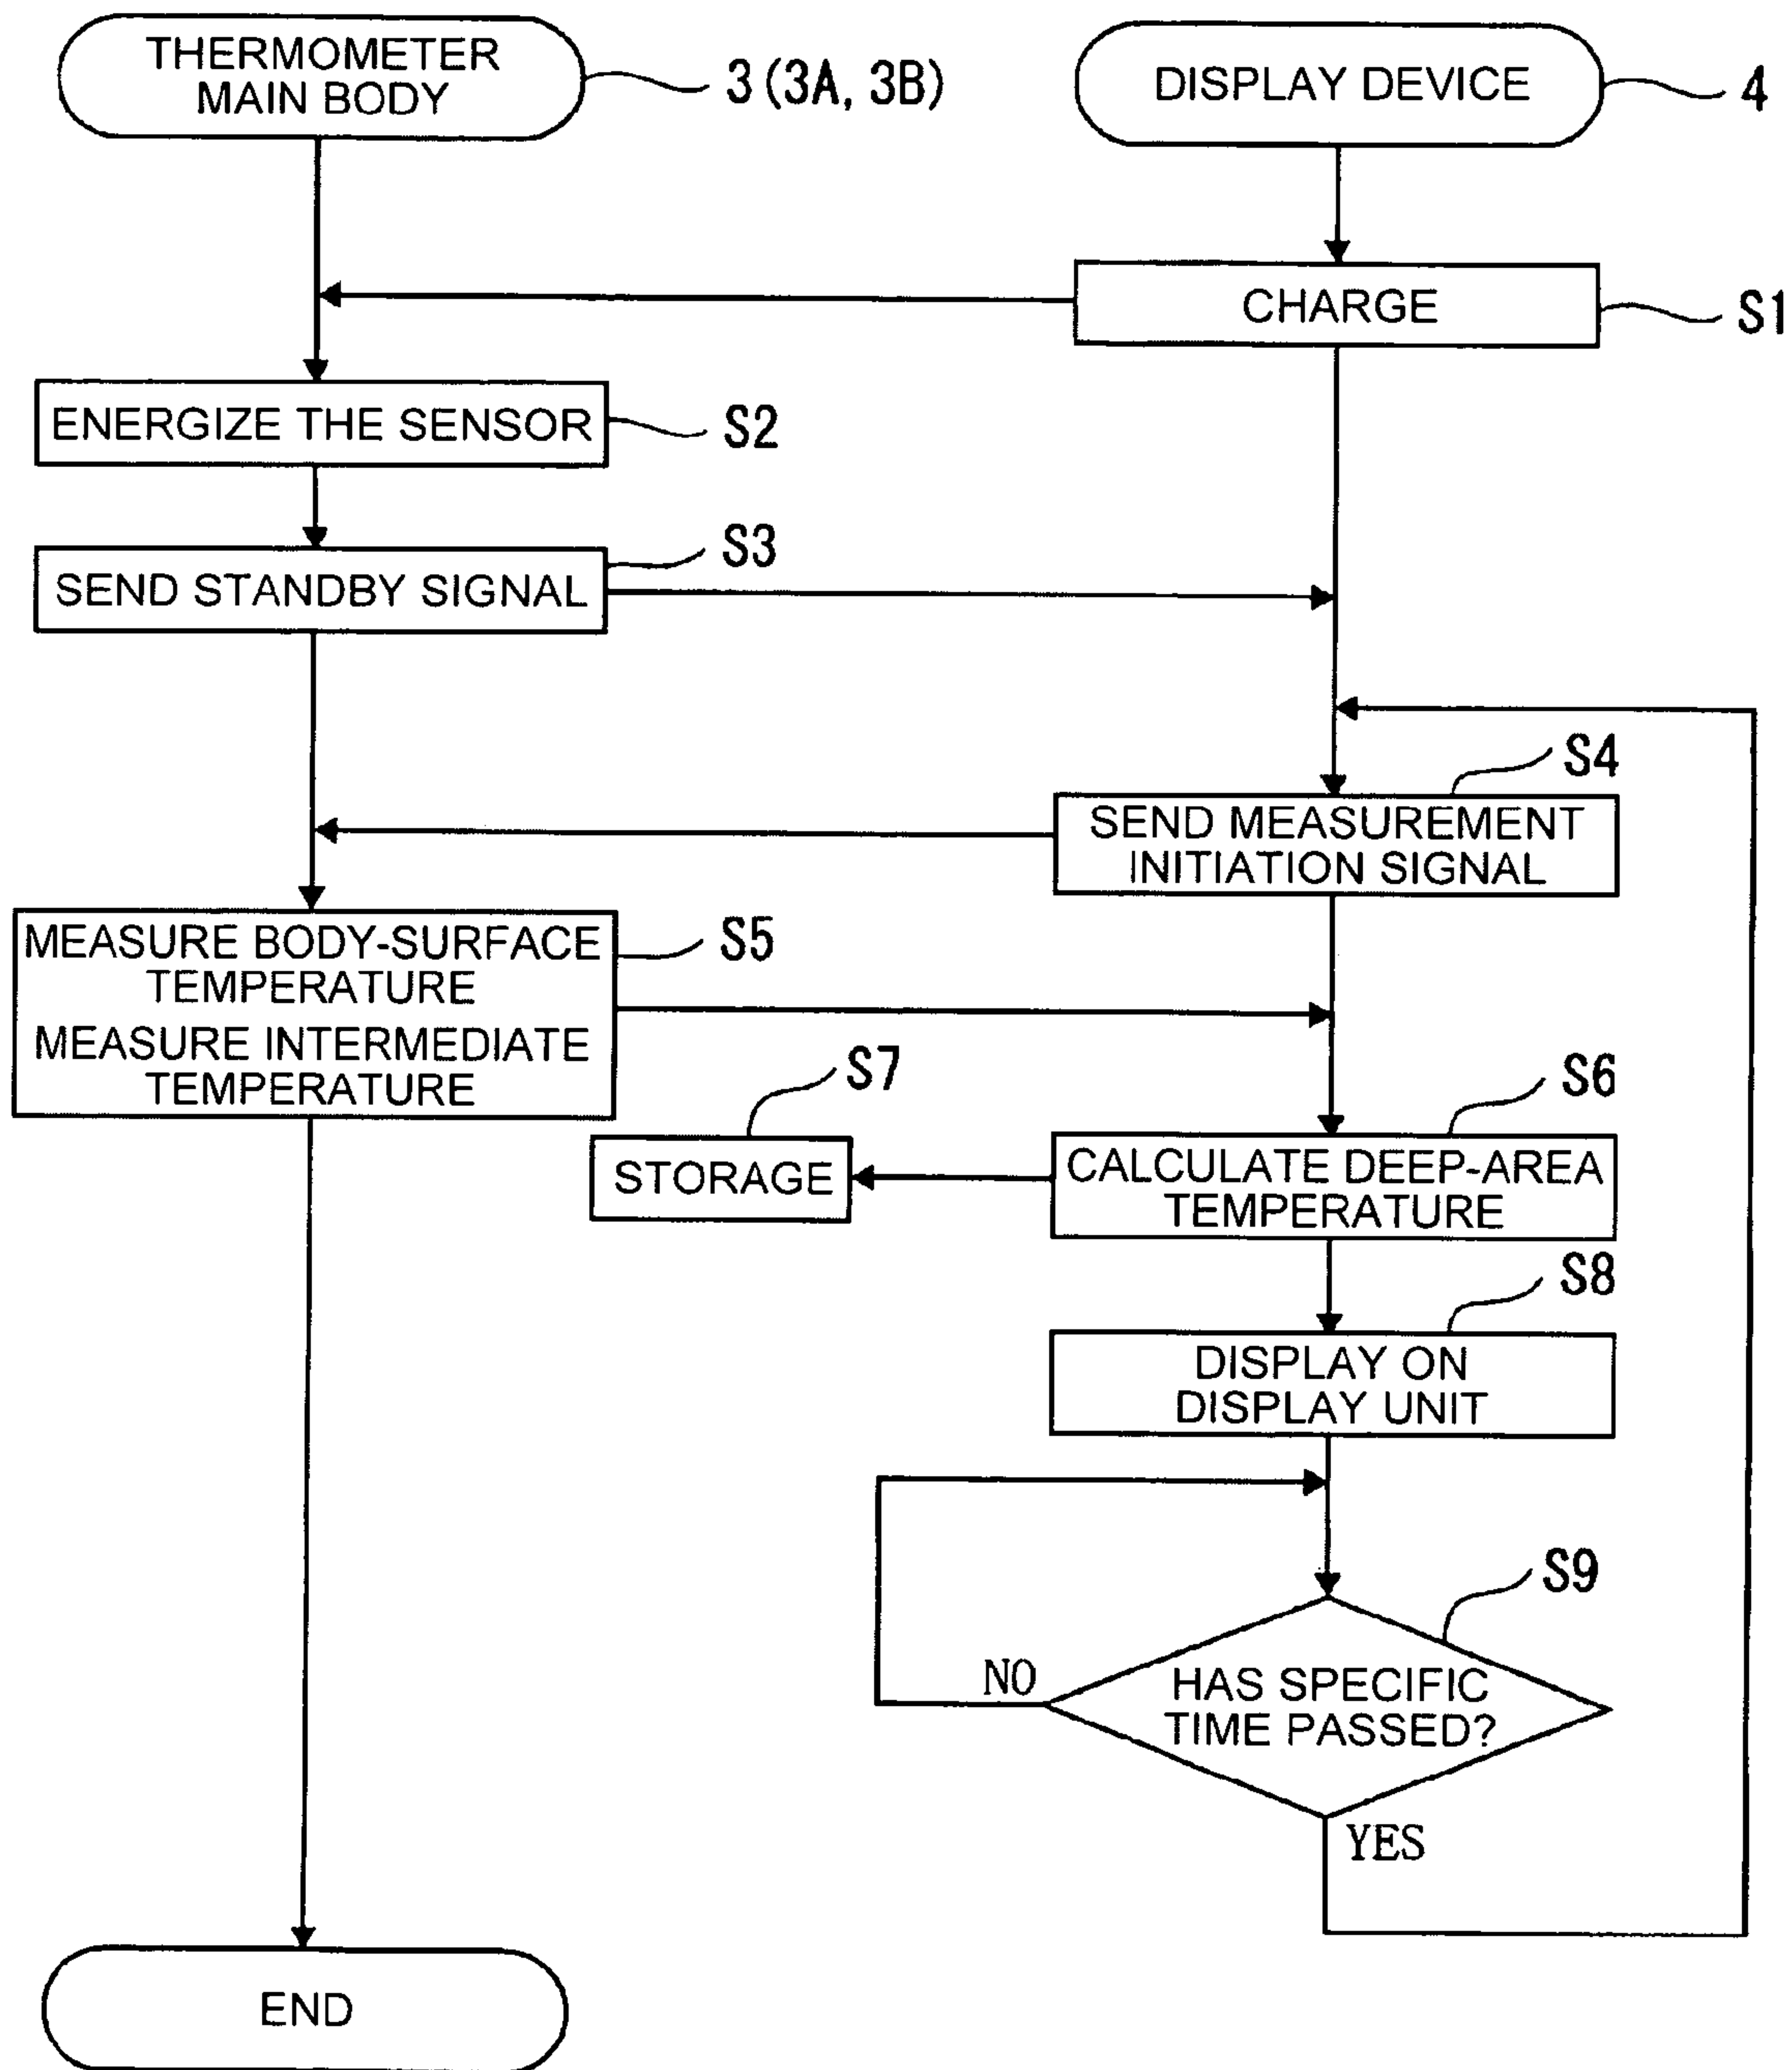 THERMOMETER
MAIN BODY
3 (3A, 3B)
DISPLAY DEVICE
4
CHARGE
S1
ENERGIZE THE SENSOR
S2
SEND STANDBY SIGNAL
S3
SEND MEASUREMENT
INITIATION SIGNAL
S4
MEASURE BODY-SURFACE
TEMPERATURE
MEASURE INTERMEDIATE
TEMPERATURE
S5
CALCULATE DEEP-AREA
TEMPERATURE
S6
STORAGE
S7
DISPLAY ON
DISPLAY UNIT
S8
HAS SPECIFIC
TIME PASSED?
S9
NO
YES
END